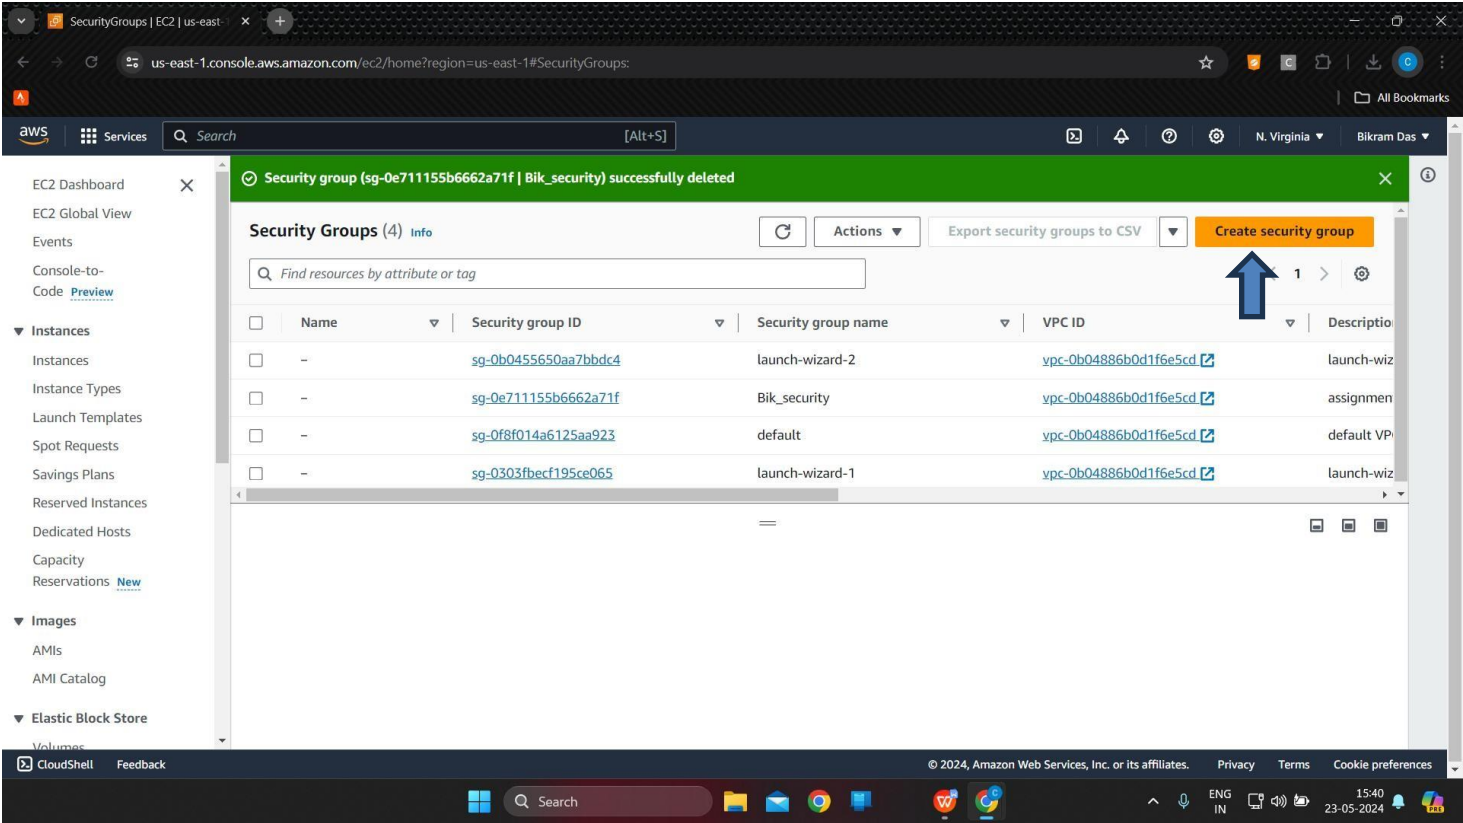 SecurityGroups | EC2 | us-east-
us-east-1.console.aws.amazon.com/ec2/home?region=us-east-1#SecurityGroups:
C
C
All Bookmarks
aws
Services
Search
[Alt+S]
N. Virginia
Bikram Das
EC2 Dashboard
EC2 Global View
Events
Console-to-
Code Preview
Instances
Instances
Instance Types
Launch Templates
Spot Requests
Savings Plans
Reserved Instances
Dedicated Hosts
Capacity
Reservations New
Images
AMIs
AMI Catalog
Elastic Block Store
Volumes
Security group (sg-0e711155b6662a71f | Bik_security) successfully deleted
Security Groups (4) Info
Actions
Export security groups to CSV
Create security group
Find resources by attribute or tag
1
Name Security group ID Security group name VPC ID Descriptio
– sg-0b0455650aa7bbdc4 launch-wizard-2 vpc-0b04886b0d1f6e5cd launch-wiz
– sg-0e711155b6662a71f Bik_security vpc-0b04886b0d1f6e5cd assignmen
– sg-0f8f014a6125aa923 default vpc-0b04886b0d1f6e5cd default VP
– sg-0303fbecf195ce065 launch-wizard-1 vpc-0b04886b0d1f6e5cd launch-wiz
CloudShell Feedback
© 2024, Amazon Web Services, Inc. or its affiliates. Privacy Terms Cookie preferences
Search
ENG
IN
15:40
23-05-2024
PRE